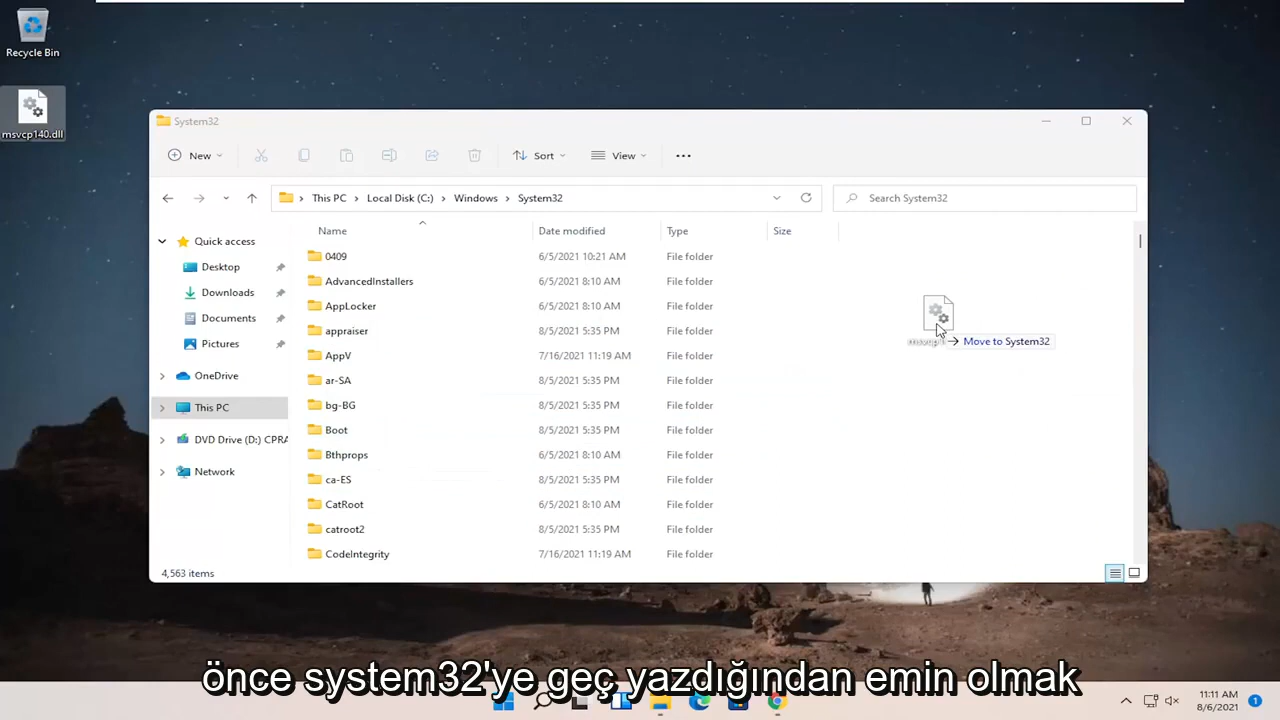 Recycle Bin
msvcp140.dll
System32
New
Sort
View
This PC
Local Disk (C:)
Windows
System32
Search System32
Name
Date modified
Type
Size
Quick access
Desktop
Downloads
Documents
Pictures
OneDrive
This PC
DVD Drive (D:) CPRA
Network
0409 6/5/2021 10:21 AM File folder
AdvancedInstallers 6/5/2021 8:10 AM File folder
AppLocker 6/5/2021 8:10 AM File folder
appraiser 8/5/2021 5:35 PM File folder
AppV 7/16/2021 11:19 AM File folder
ar-SA 8/5/2021 5:35 PM File folder
bg-BG 8/5/2021 5:35 PM File folder
Boot 8/5/2021 5:35 PM File folder
Bthprops 6/5/2021 8:10 AM File folder
ca-ES 8/5/2021 5:35 PM File folder
CatRoot 6/5/2021 8:10 AM File folder
catroot2 8/5/2021 5:35 PM File folder
CodeIntegrity 7/16/2021 11:19 AM File folder
Move to System32
4,563 items
önce system32'ye geç yazdığından emin olmak
11:11 AM
8/6/2021
1